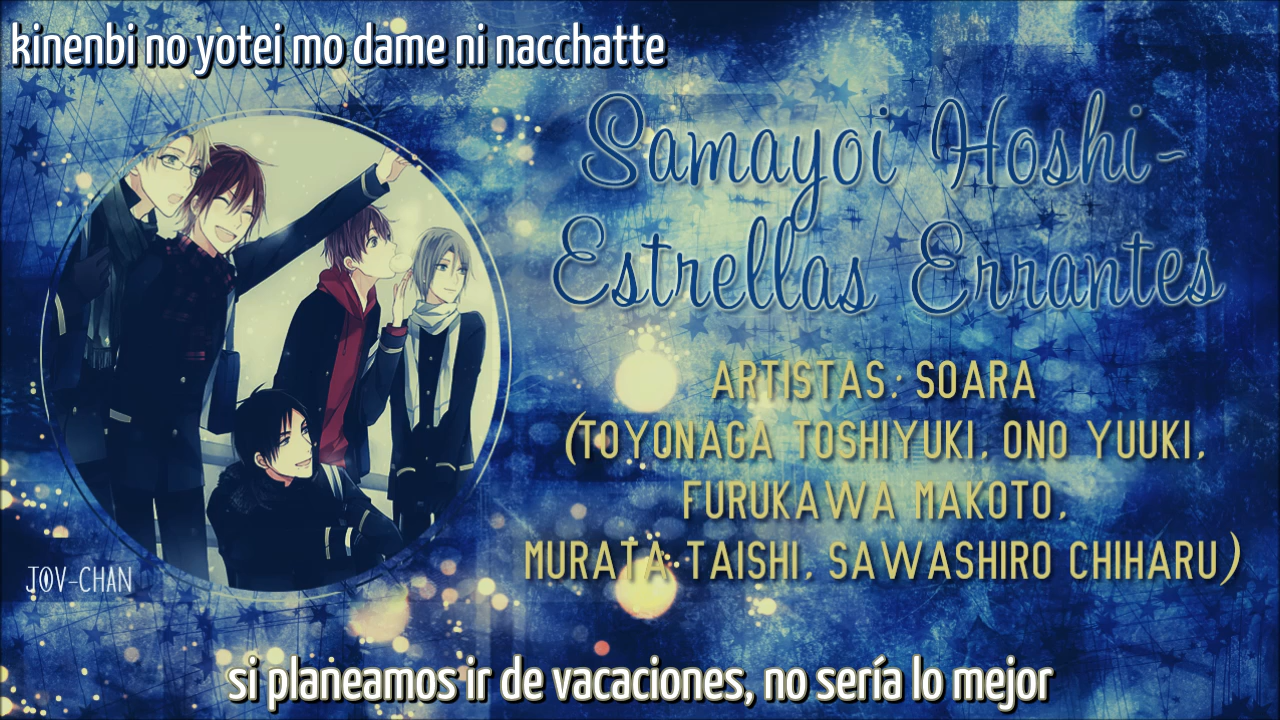 kinenbi no yotei mo dame ni nacchatte
Samayoi Hoshi-
Estrellas Errantes
ARTISTAS: SOARA
(TOYONAGA TOSHIYUKI, ONO YUUKI,
FURUKAWA MAKOTO,
MURATA TAISHI, SAWASHIRO CHIHARU)
JOV-CHAN
si planeamos ir de vacaciones, no sería lo mejor